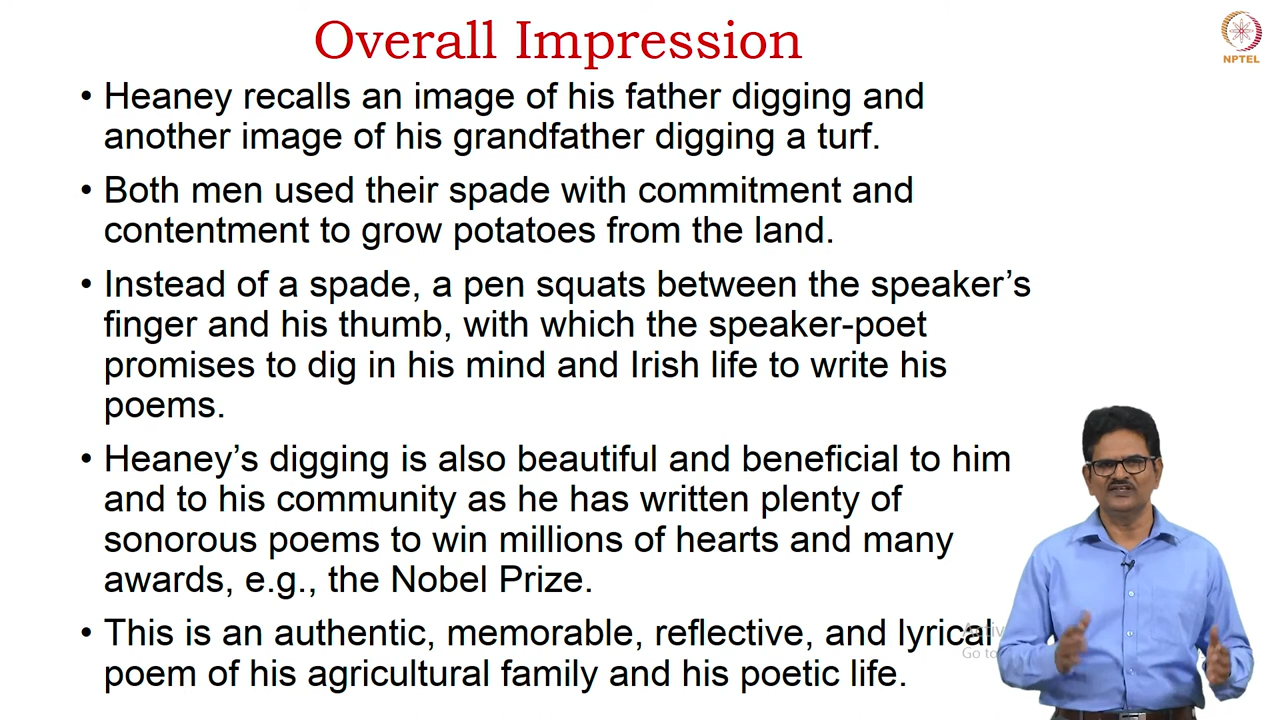 Overall Impression
NPTEL
• Heaney recalls an image of his father digging and
another image of his grandfather digging a turf.
• Both men used their spade with commitment and
contentment to grow potatoes from the land.
• Instead of a spade, a pen squats between the speaker’s
finger and his thumb, with which the speaker-poet
promises to dig in his mind and Irish life to write his
poems.
• Heaney’s digging is also beautiful and beneficial to him
and to his community as he has written plenty of
sonorous poems to win millions of hearts and many
awards, e.g., the Nobel Prize.
• This is an authentic, memorable, reflective, and lyrical
poem of his agricultural family and his poetic life.
Go to